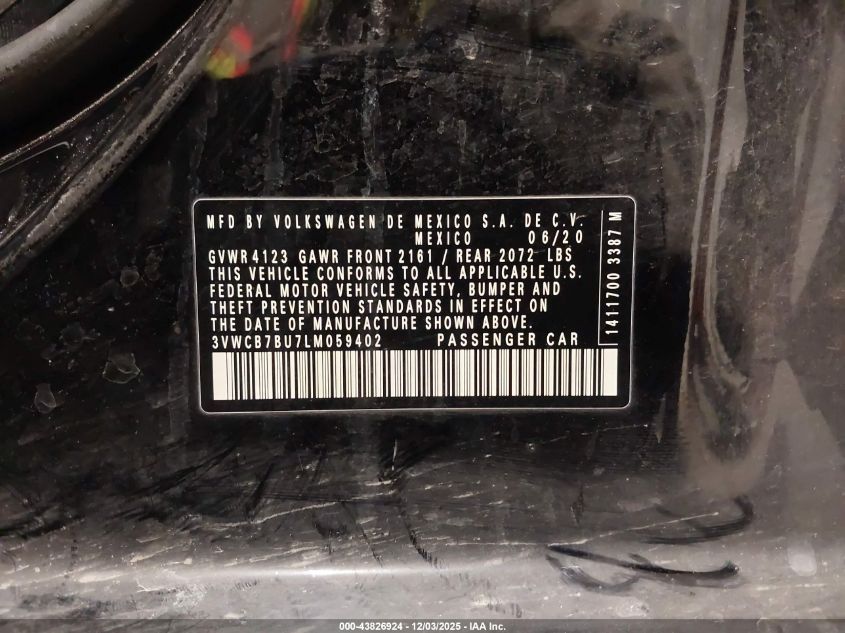 MFD BY VOLKSWAGEN DE MEXICO S.A. DE C.V.
MEXICO 06/20
GVWR 4123 GAWR FRONT 2161 / REAR 2072 LBS
THIS VEHICLE CONFORMS TO ALL APPLICABLE U.S.
FEDERAL MOTOR VEHICLE SAFETY, BUMPER AND
THEFT PREVENTION STANDARDS IN EFFECT ON
THE DATE OF MANUFACTURE SHOWN ABOVE.
3VWCB7BU7LM059402 PASSENGER CAR
1411700 3387 M
000-43826924 - 12/03/2025 - IAA Inc.